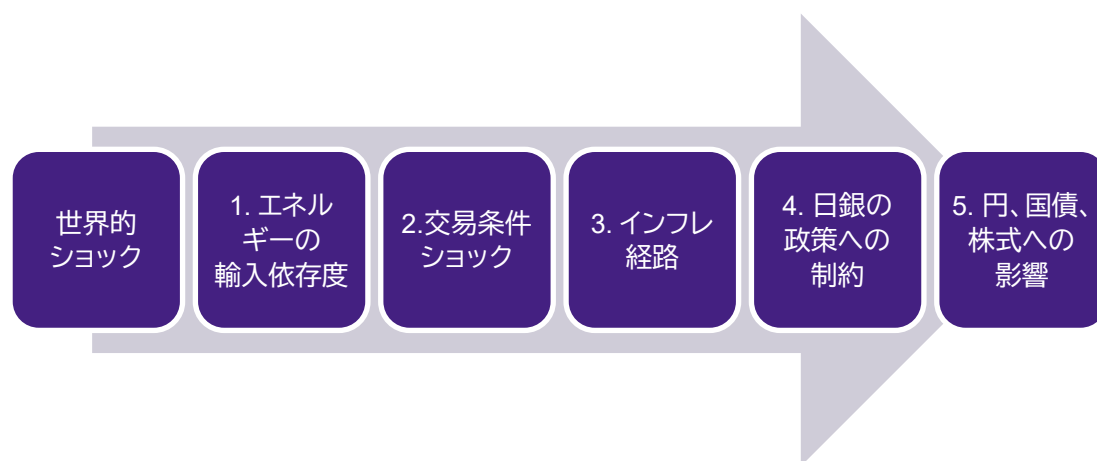 世界的
ショック
1. エネル
ギーの
輸入依存度
2.交易条件
ショック
3. インフレ
経路
4. 日銀の
政策への
制約
5. 円、国債、
株式への
影響